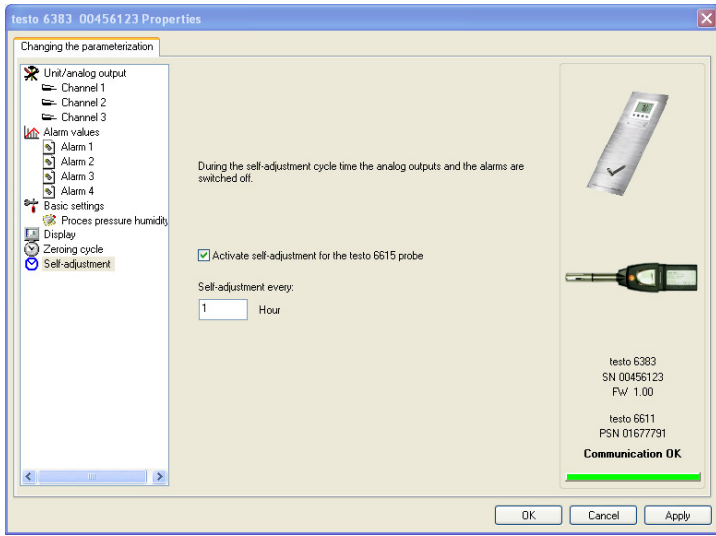 testo 6383 00456123 Properties
Changing the parameterization
Unit/analog output
Channel 1
Channel 2
Channel 3
Alarm values
Alarm 1
Alarm 2
Alarm 3
Alarm 4
Basic settings
Proces pressure humidity
Display
Zeroing cycle
Self-adjustment
During the self-adjustment cycle time the analog outputs and the alarms are
switched off.
Activate self-adjustment for the testo 6615 probe
Self-adjustment every:
1 Hour
testo 6383
SN 00456123
FW 1.00
testo 6611
PSN 01677791
Communication OK
OK Cancel Apply